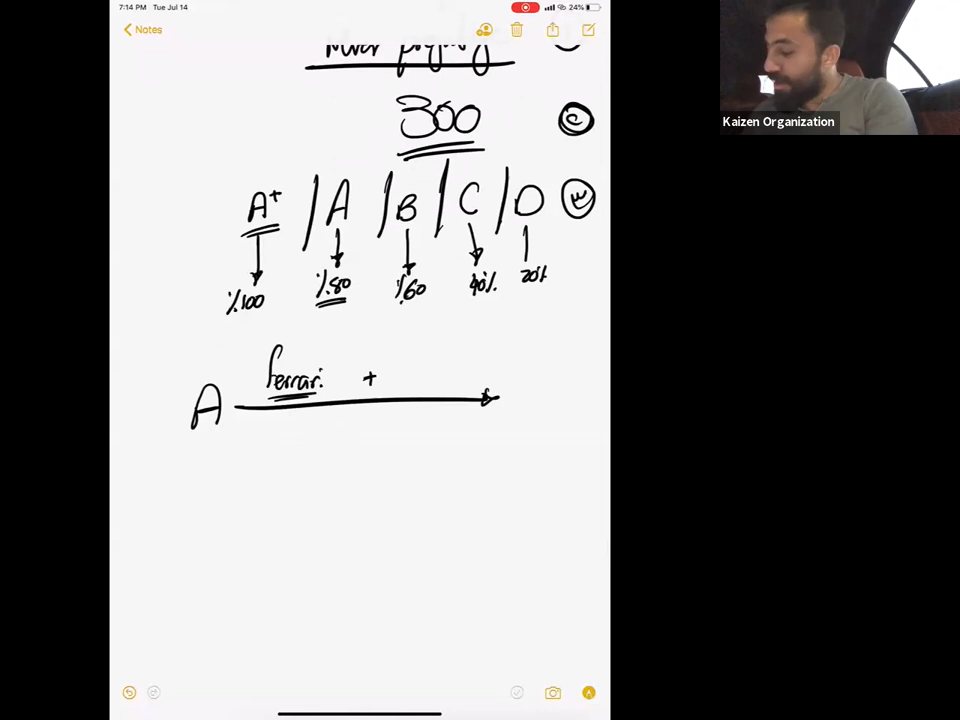 7:14 PM Tue Jul 14
24%
Notes
Kaizen Organization
300
C
A+ / A / B / C / D
%100 %80 %60 40% 20%
ferrari +
A